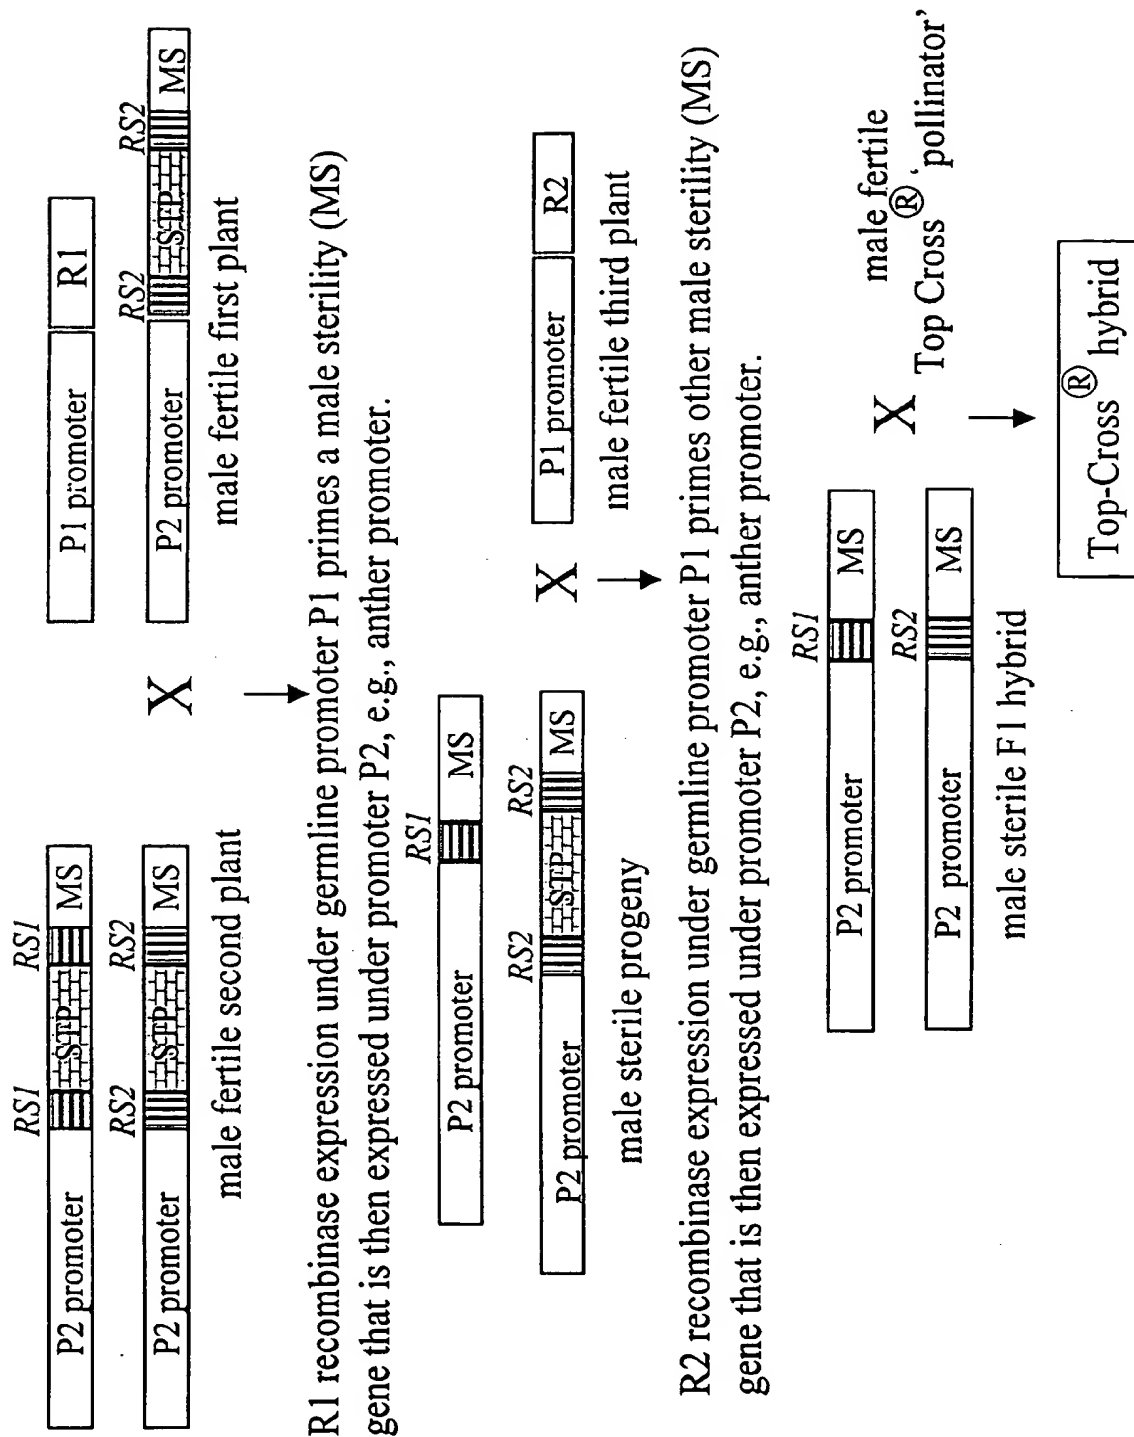 RS1 RS1
P2 promoter STP MS
RS2 RS2
P2 promoter STP MS
male fertile second plant
X
P1 promoter R1
RS2 RS2
P2 promoter STP MS
male fertile first plant
R1 recombinase expression under germline promoter P1 primes a male sterility (MS)
gene that is then expressed under promoter P2, e.g., anther promoter.
RS1
P2 promoter MS
RS2 RS2
P2 promoter STP MS
male sterile progeny
X
P1 promoter R2
male fertile third plant
R2 recombinase expression under germline promoter P1 primes other male sterility (MS)
gene that is then expressed under promoter P2, e.g., anther promoter.
RS1
P2 promoter MS
RS2
P2 promoter MS
male sterile F1 hybrid
X
male fertile
Top Cross® ‘pollinator’
Top-Cross® hybrid